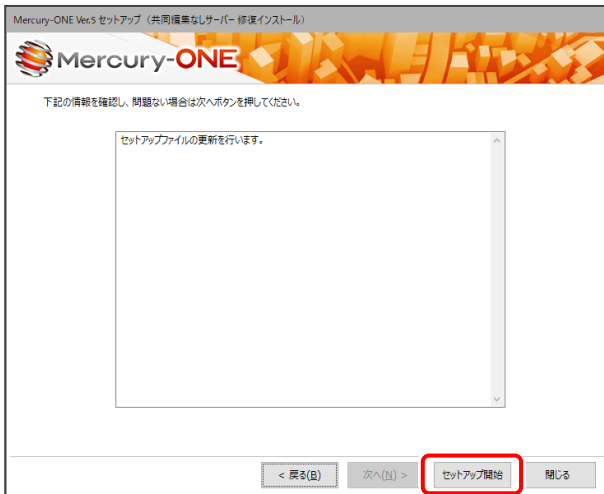 Mercury-ONE Ver.5 セットアップ（共同編集なしサーバー 修復インストール）
Mercury-ONE
下記の情報を確認し、問題ない場合は次へボタンを押してください。
セットアップファイルの更新を行います。
< 戻る(B) 次へ(N) > セットアップ開始 閉じる